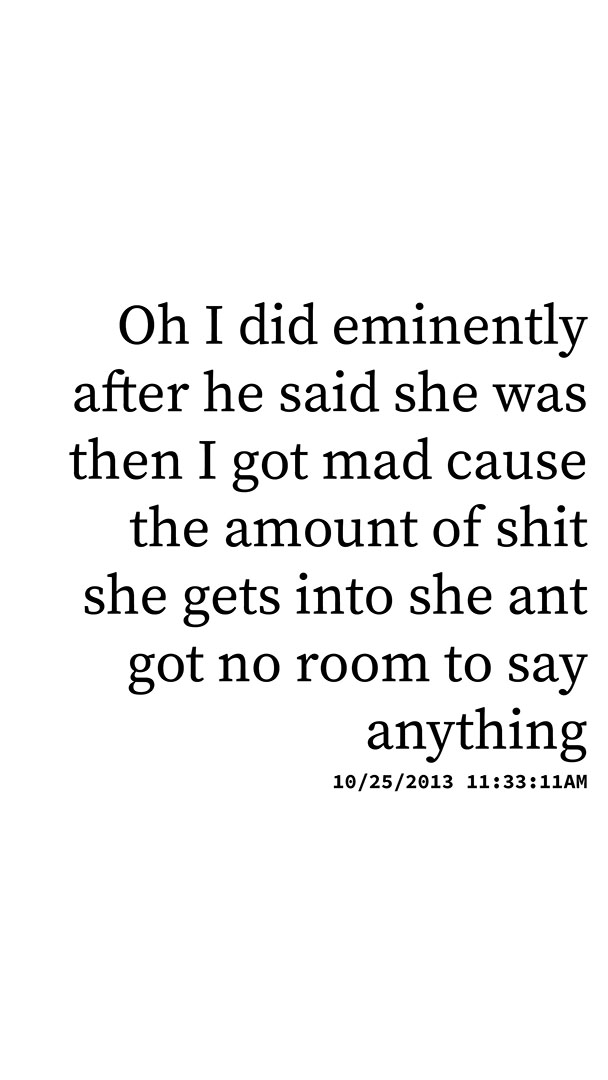 Oh I did eminently
after he said she was
then I got mad cause
the amount of shit
she gets into she ant
got no room to say
anything
10/25/2013 11:33:11AM